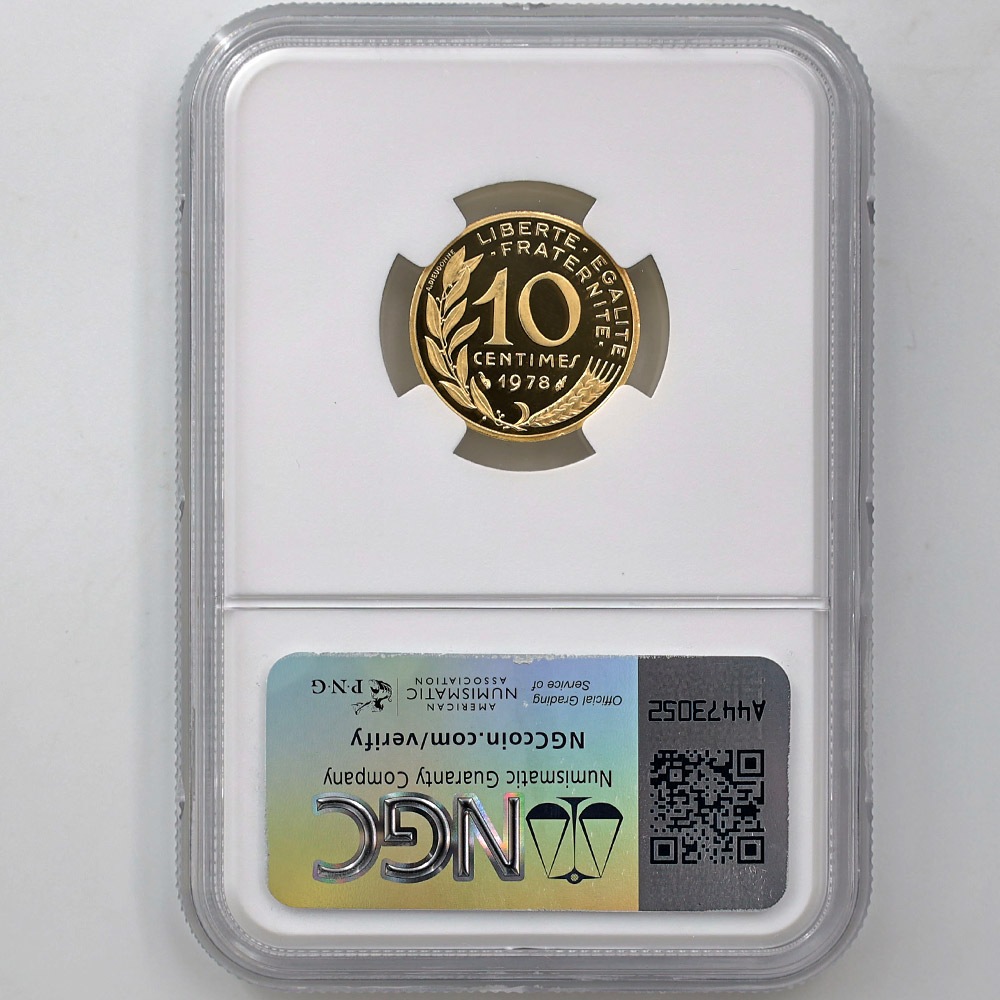 LIBERTE · EGALITE
· FRATERNITE ·
A.DIEUDONNE
10
CENTIMES
1978
NGC
Numismatic Guaranty Company
NGCcoin.com/verify
Official Grading
Service of
AMERICAN
NUMISMATIC
ASSOCIATION
P·N·G
A4473052